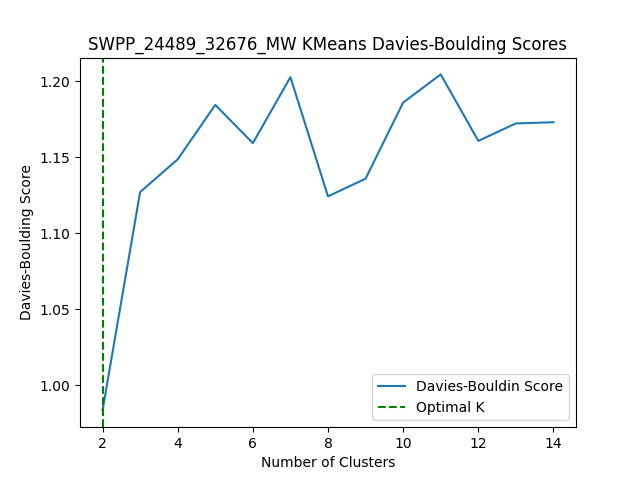 SWPP_24489_32676_MW KMeans Davies-Boulding Scores
1.20
1.15
1.10
1.05
1.00
Davies-Boulding Score
Davies-Bouldin Score
Optimal K
2 4 6 8 10 12 14
Number of Clusters